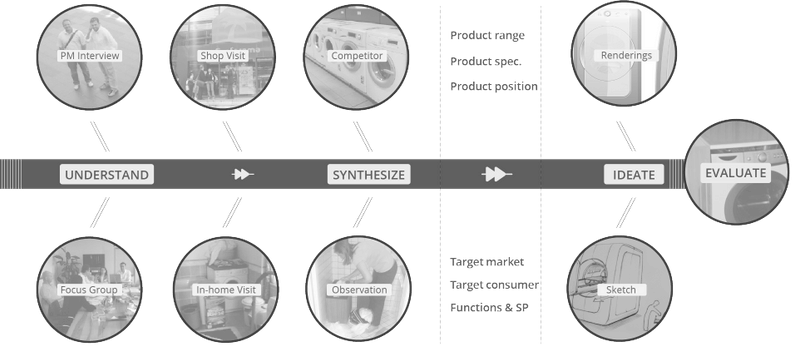 PM Interview
Shop Visit
Competitor
Product range
Product spec.
Product position
Renderings
UNDERSTAND
SYNTHESIZE
IDEATE
EVALUATE
Focus Group
In-home Visit
Observation
Target market
Target consumer
Functions & SP
Sketch